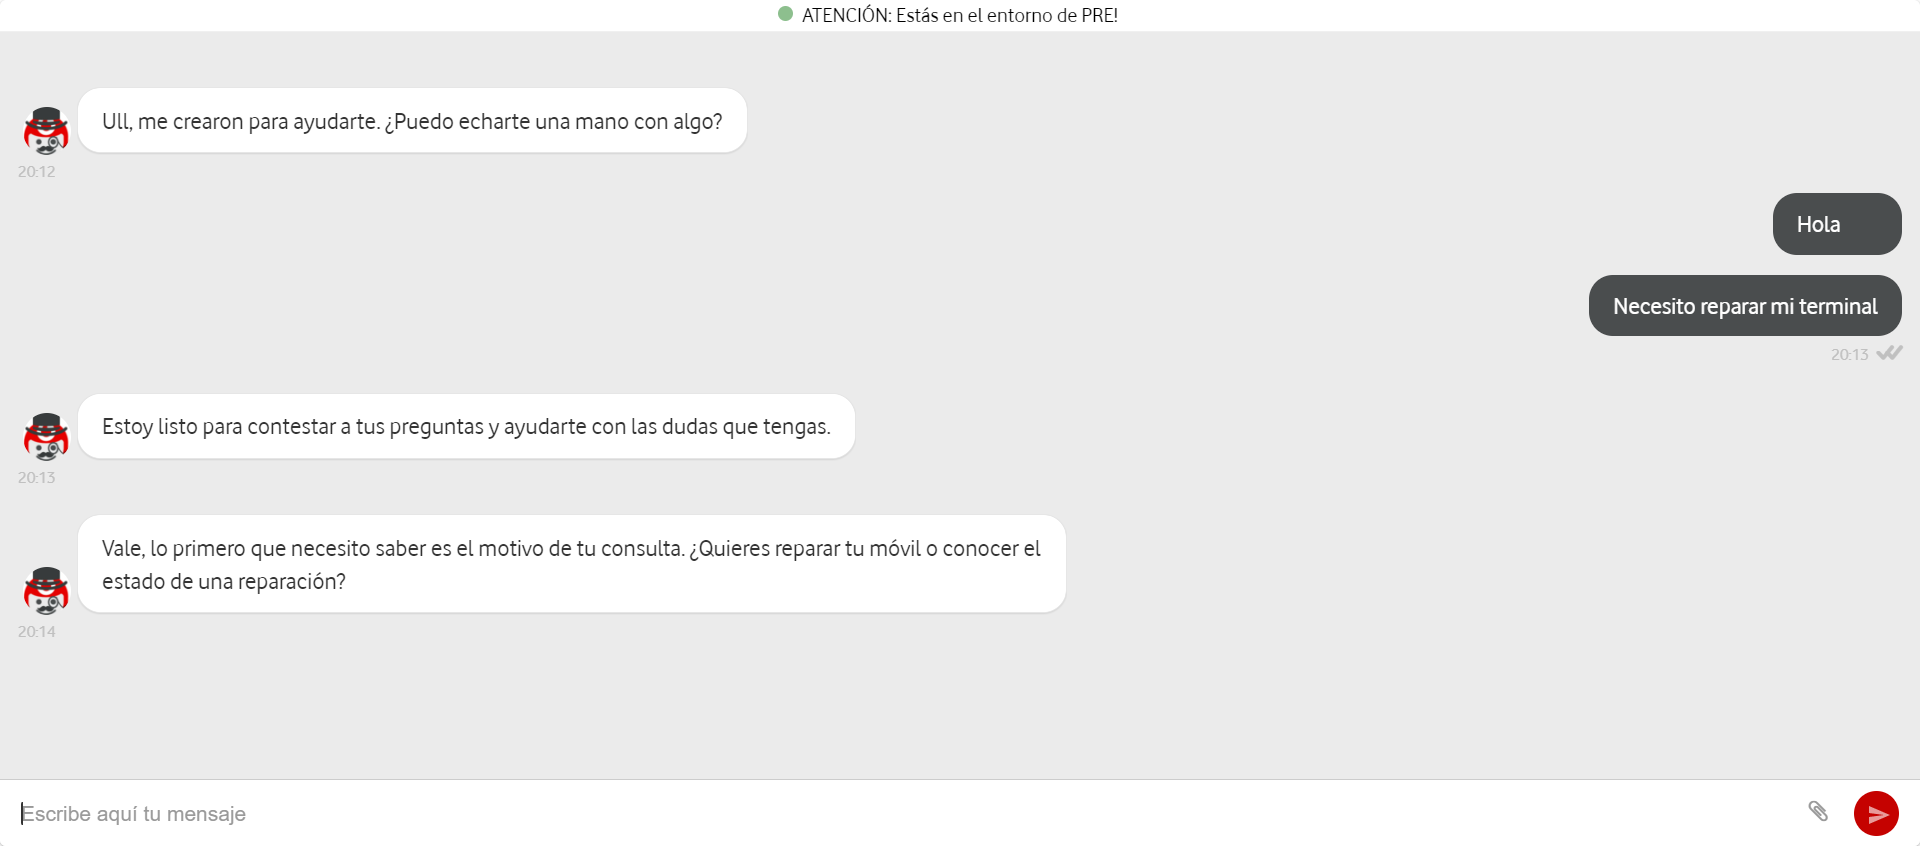 ATENCIÓN: Estás en el entorno de PRE!
Ull, me crearon para ayudarte. ¿Puedo echarte una mano con algo?
20:12
Hola
Necesito reparar mi terminal
20:13
Estoy listo para contestar a tus preguntas y ayudarte con las dudas que tengas.
20:13
Vale, lo primero que necesito saber es el motivo de tu consulta. ¿Quieres reparar tu móvil o conocer el
estado de una reparación?
20:14
Escribe aquí tu mensaje